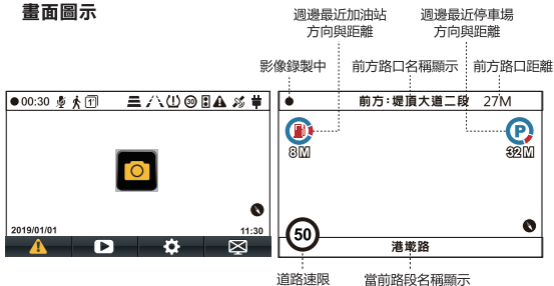 畫面圖示
週邊最近加油站
方向與距離
週邊最近停車場
方向與距離
影像錄製中
前方路口名稱顯示
前方路口距離
00:30
1
30
前方:堤頂大道二段 27M
8M
P
32M
2019/01/01
11:30
50
港墘路
道路速限
當前路段名稱顯示